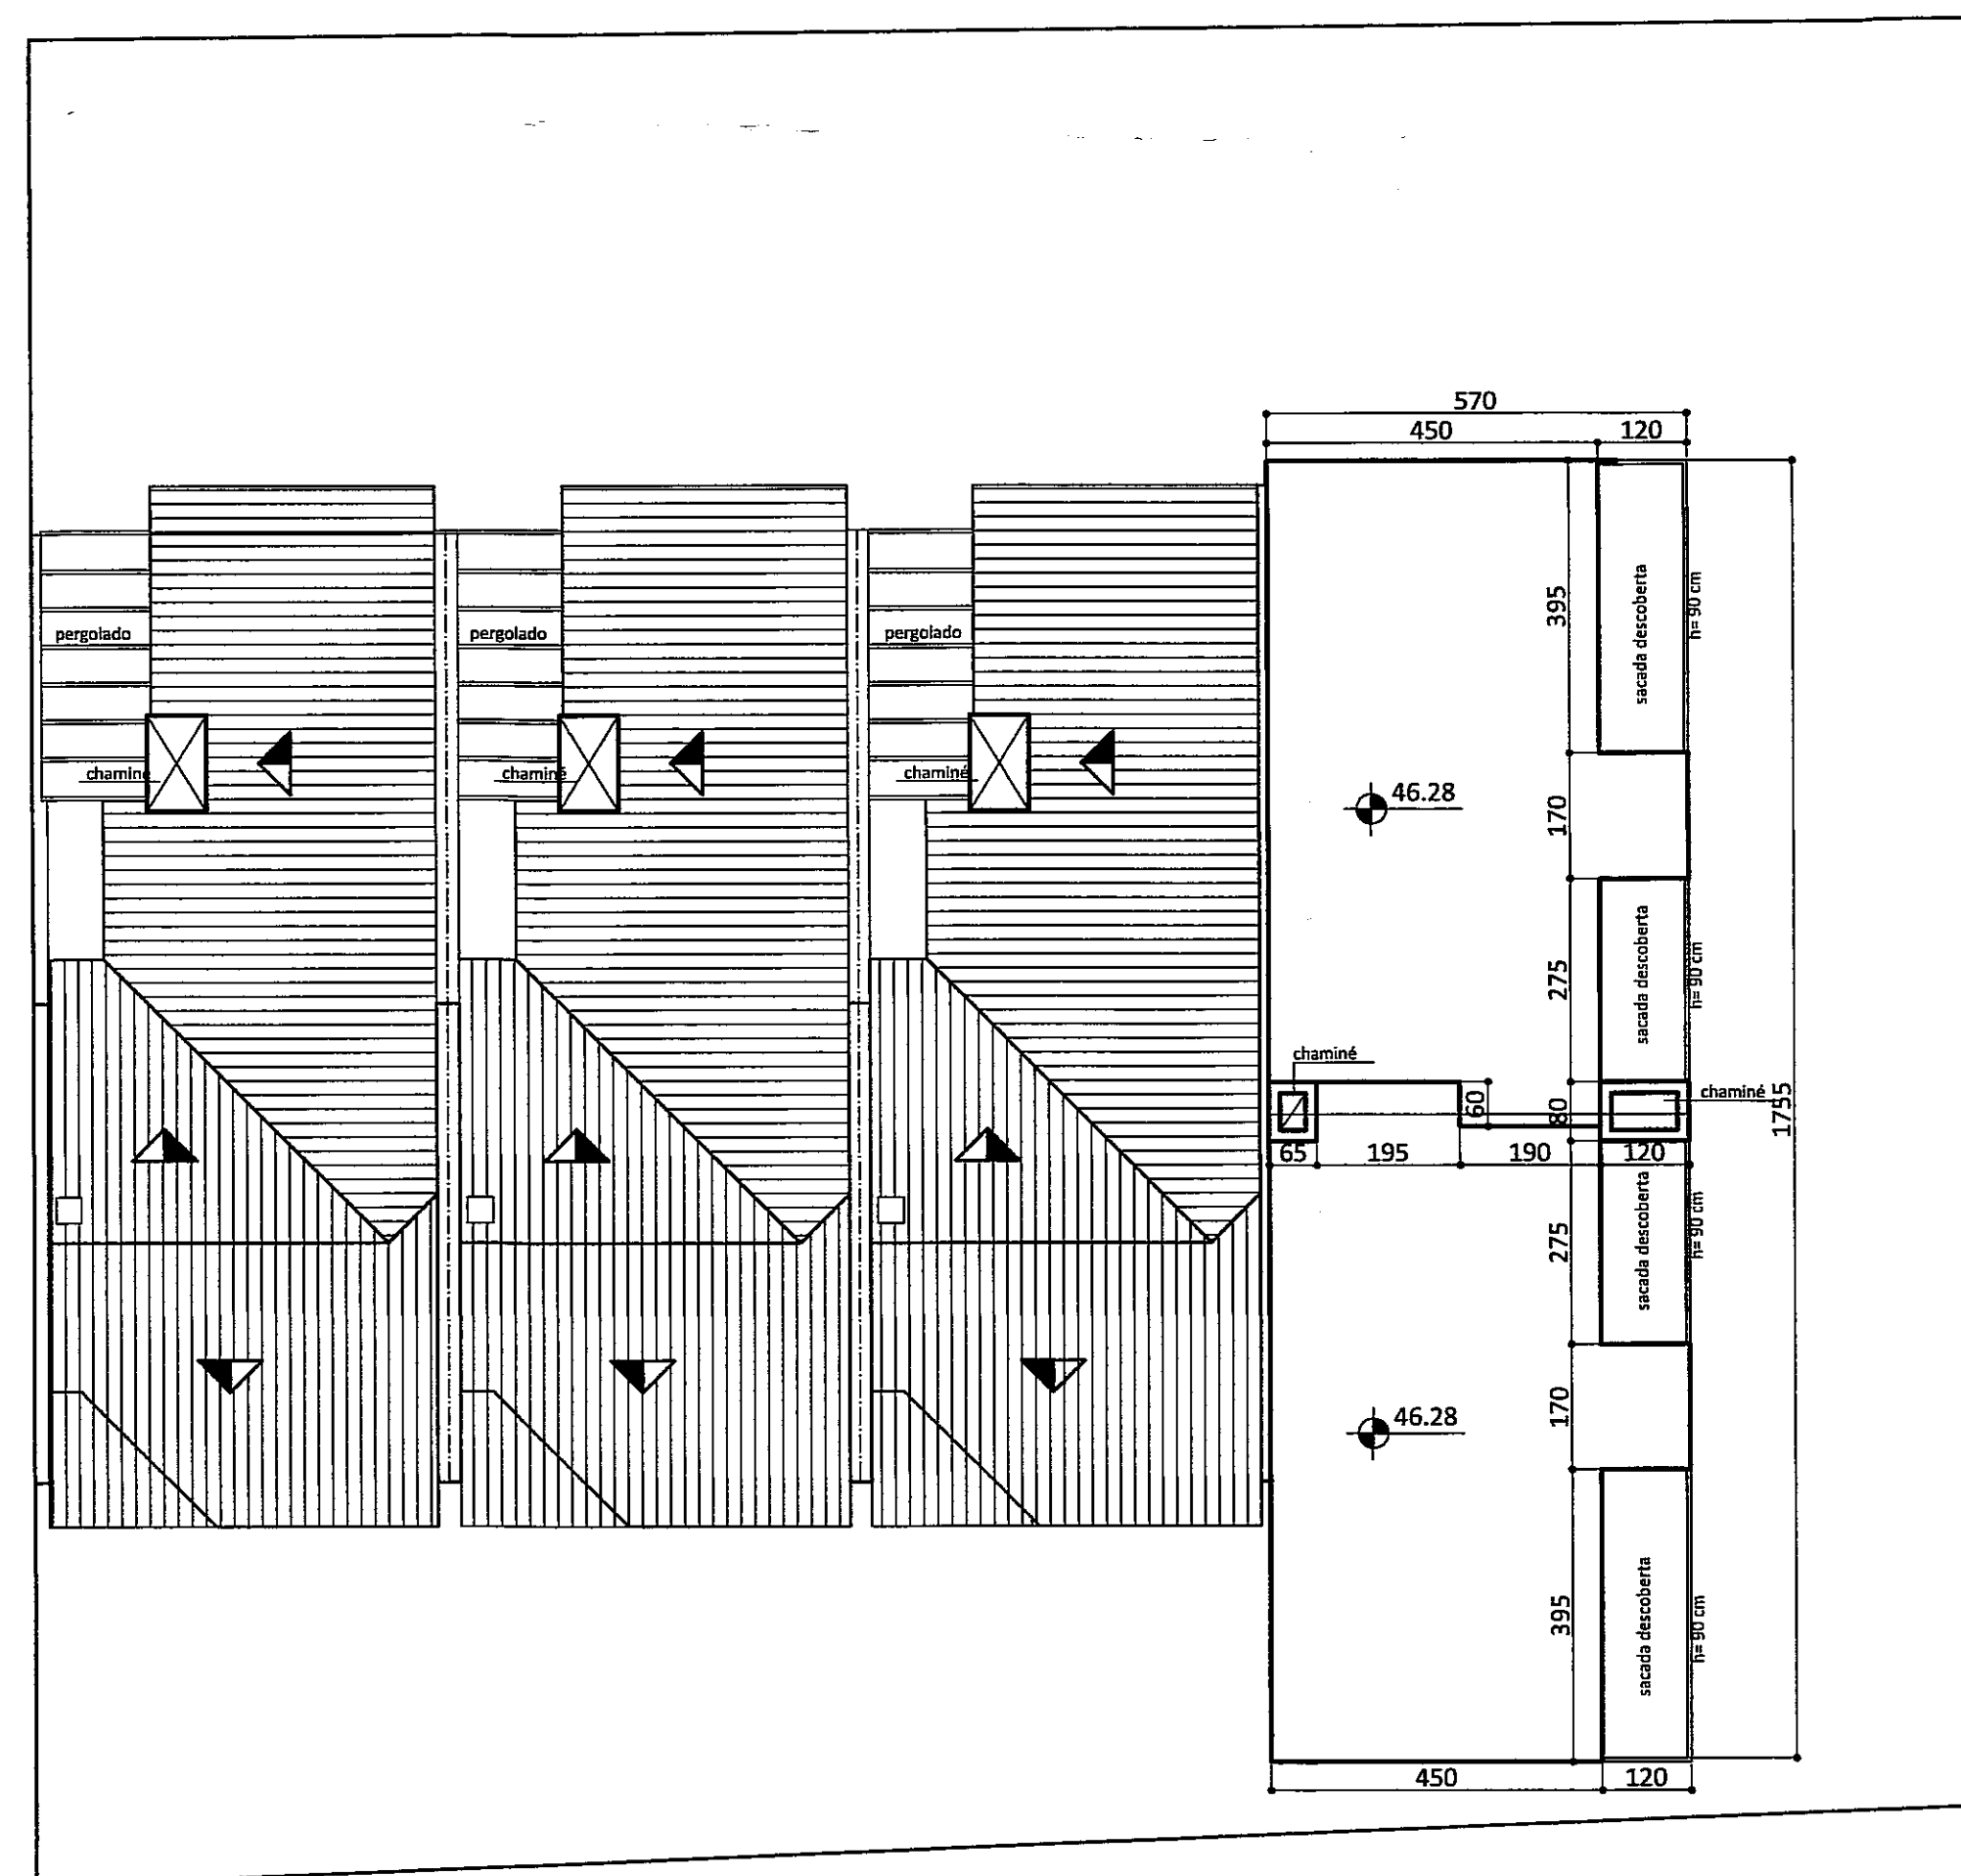 570
450 120
395
sacada descoberta
h= 90 cm
pergolado
pergolado
pergolado
chaminé
chaminé
chaminé
46.28
170
275
sacada descoberta
h= 90 cm
chaminé
60
80
chaminé
1755
65 195 190 120
275
sacada descoberta
h= 90 cm
170
46.28
395
sacada descoberta
h= 90 cm
450 120